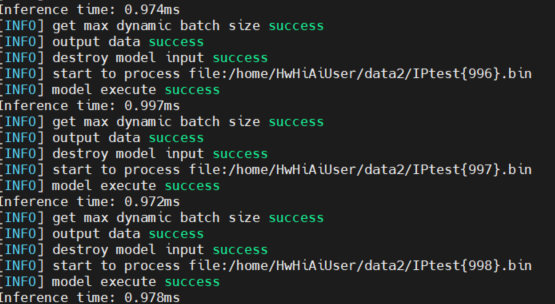 Inference time: 0.974ms
[INFO] get max dynamic batch size success
[INFO] output data success
[INFO] destroy model input success
[INFO] start to process file:/home/HwHiAiUser/data2/IPtest{996}.bin
[INFO] model execute success
Inference time: 0.997ms
[INFO] get max dynamic batch size success
[INFO] output data success
[INFO] destroy model input success
[INFO] start to process file:/home/HwHiAiUser/data2/IPtest{997}.bin
[INFO] model execute success
Inference time: 0.972ms
[INFO] get max dynamic batch size success
[INFO] output data success
[INFO] destroy model input success
[INFO] start to process file:/home/HwHiAiUser/data2/IPtest{998}.bin
[INFO] model execute success
Inference time: 0.978ms